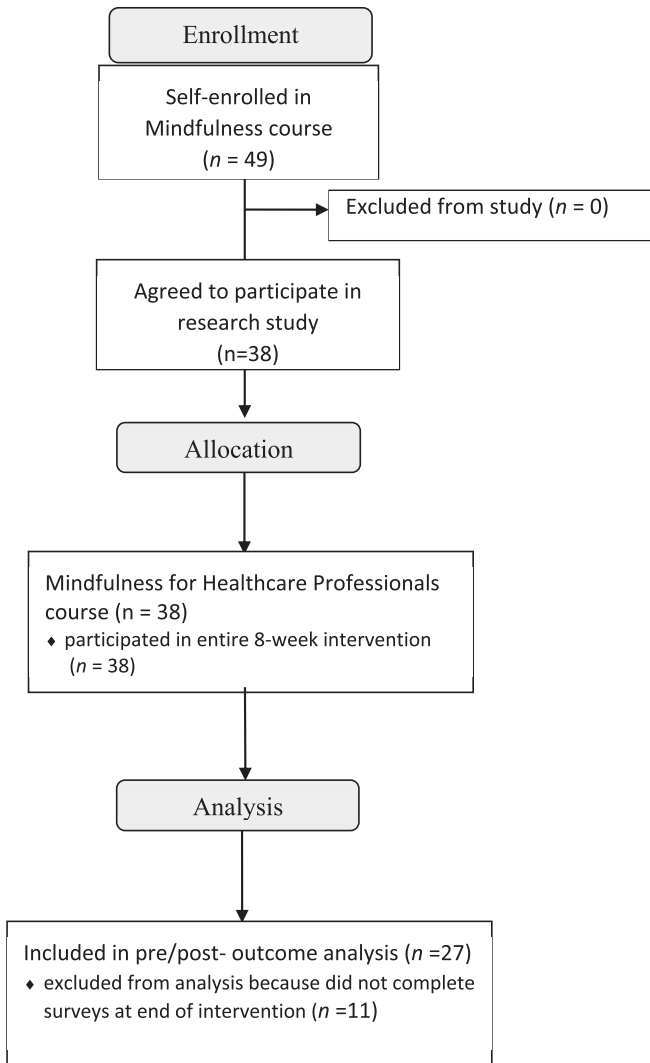 Enrollment
Self-enrolled in
Mindfulness course
(n = 49)
Excluded from study (n = 0)
Agreed to participate in
research study
(n=38)
Allocation
Mindfulness for Healthcare Professionals
course (n = 38)
♦ participated in entire 8-week intervention
(n = 38)
Analysis
Included in pre/post- outcome analysis (n =27)
♦ excluded from analysis because did not complete
surveys at end of intervention (n =11)